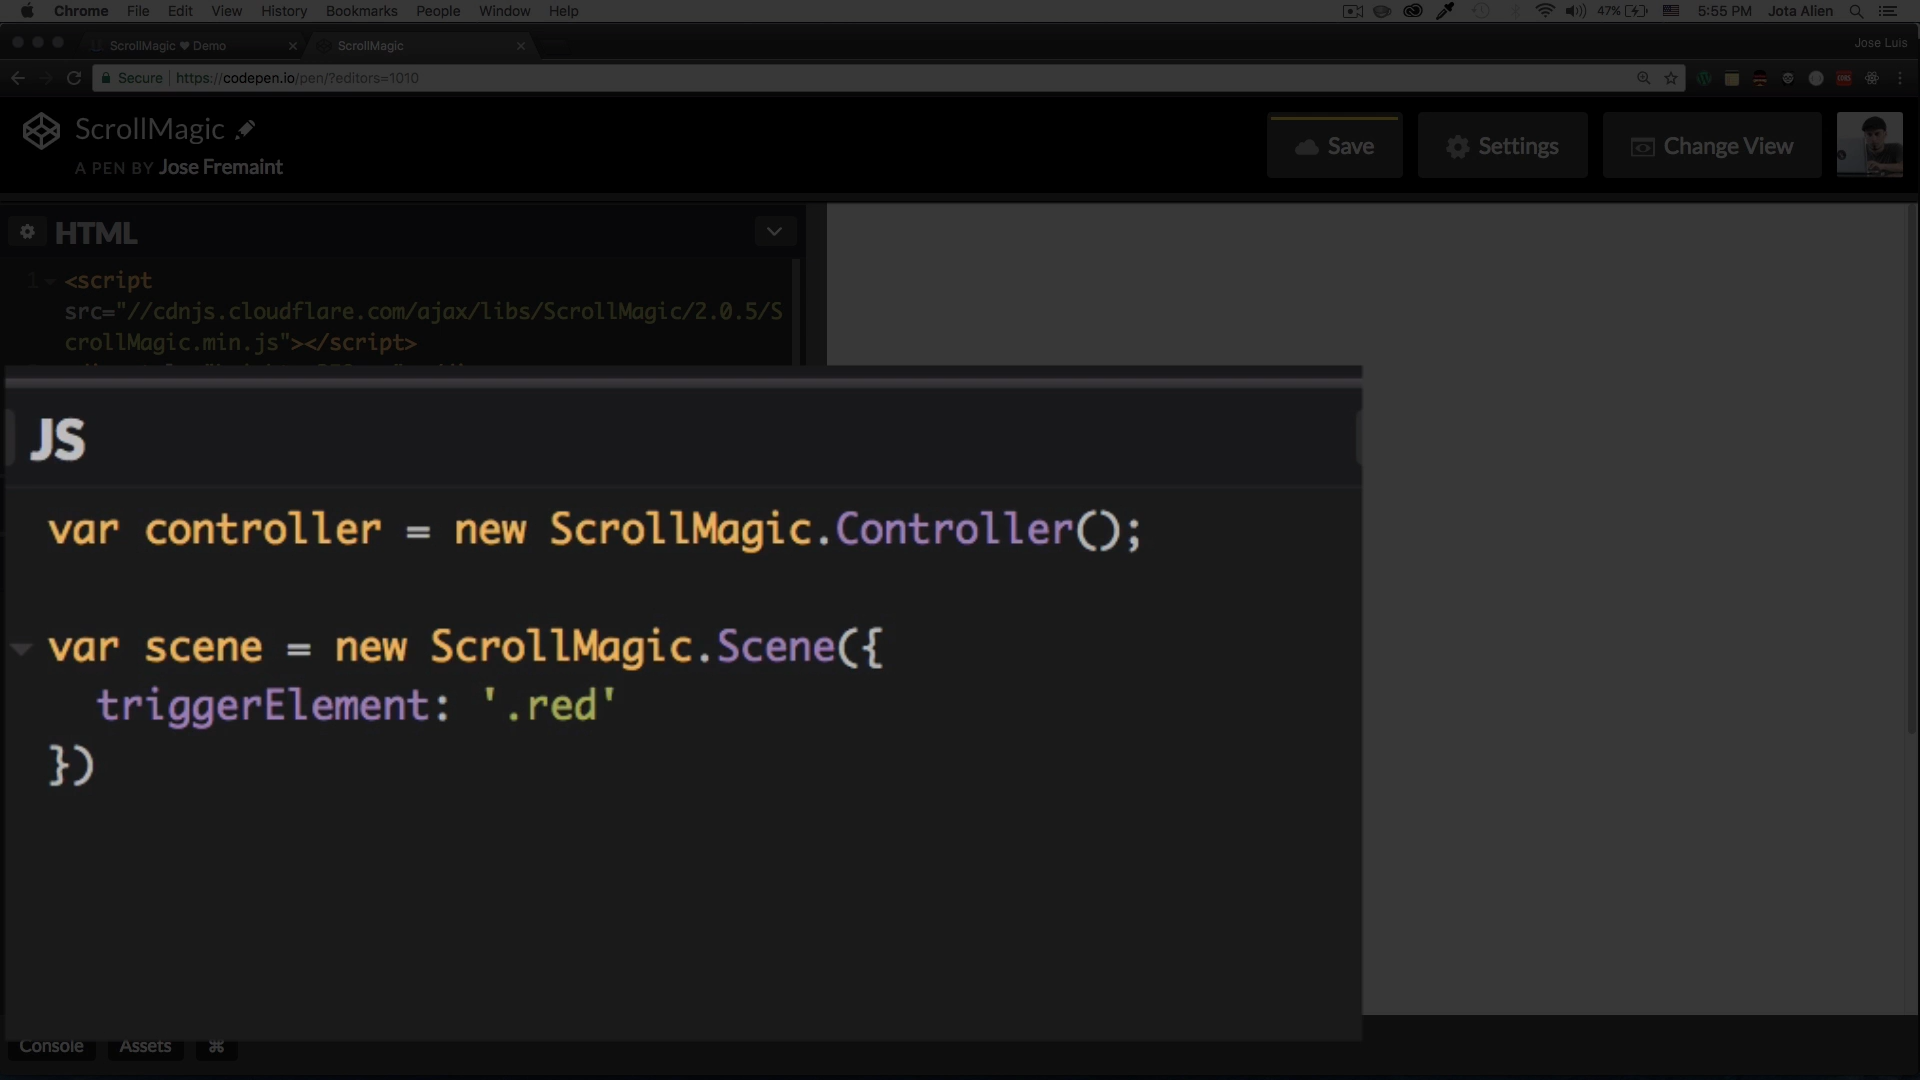 Chrome File Edit View History Bookmarks People Window Help 47% 5:55 PM Jota Alien
ScrollMagic ♥ Demo
ScrollMagic
Jose Luis
Secure https://codepen.io/pen/?editors=1010
ScrollMagic
A PEN BY Jose Fremaint
Save
Settings
Change View
HTML
1 <script
src="//cdnjs.cloudflare.com/ajax/libs/ScrollMagic/2.0.5/S
crollMagic.min.js"></script>
JS
var controller = new ScrollMagic.Controller();
var scene = new ScrollMagic.Scene({
triggerElement: '.red'
})
Console Assets ⌘